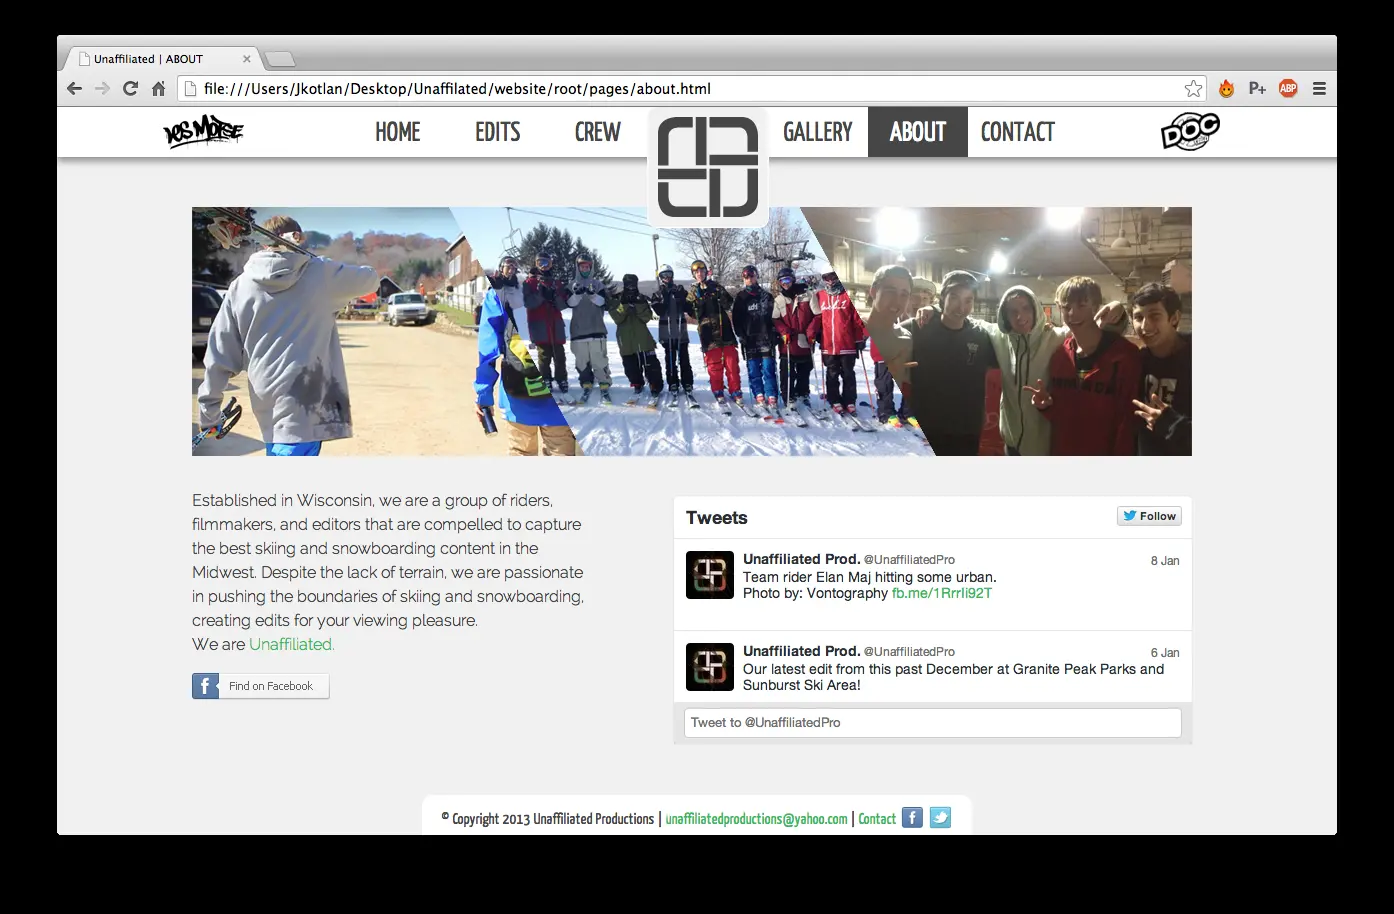 Unaffiliated | ABOUT
file:///Users/Jkotlan/Desktop/Unaffilated/website/root/pages/about.html
P+
ABP
HOME EDITS CREW GALLERY ABOUT CONTACT
DOC
Established in Wisconsin, we are a group of riders,
filmmakers, and editors that are compelled to capture
the best skiing and snowboarding content in the
Midwest. Despite the lack of terrain, we are passionate
in pushing the boundaries of skiing and snowboarding,
creating edits for your viewing pleasure.
We are Unaffiliated.
f Find on Facebook
Tweets
Follow
Unaffiliated Prod. @UnaffiliatedPro 8 Jan
Team rider Elan Maj hitting some urban.
Photo by: Vontography fb.me/1RrrIi92T
Unaffiliated Prod. @UnaffiliatedPro 6 Jan
Our latest edit from this past December at Granite Peak Parks and
Sunburst Ski Area!
Tweet to @UnaffiliatedPro
© Copyright 2013 Unaffiliated Productions | unaffiliatedproductions@yahoo.com | Contact f